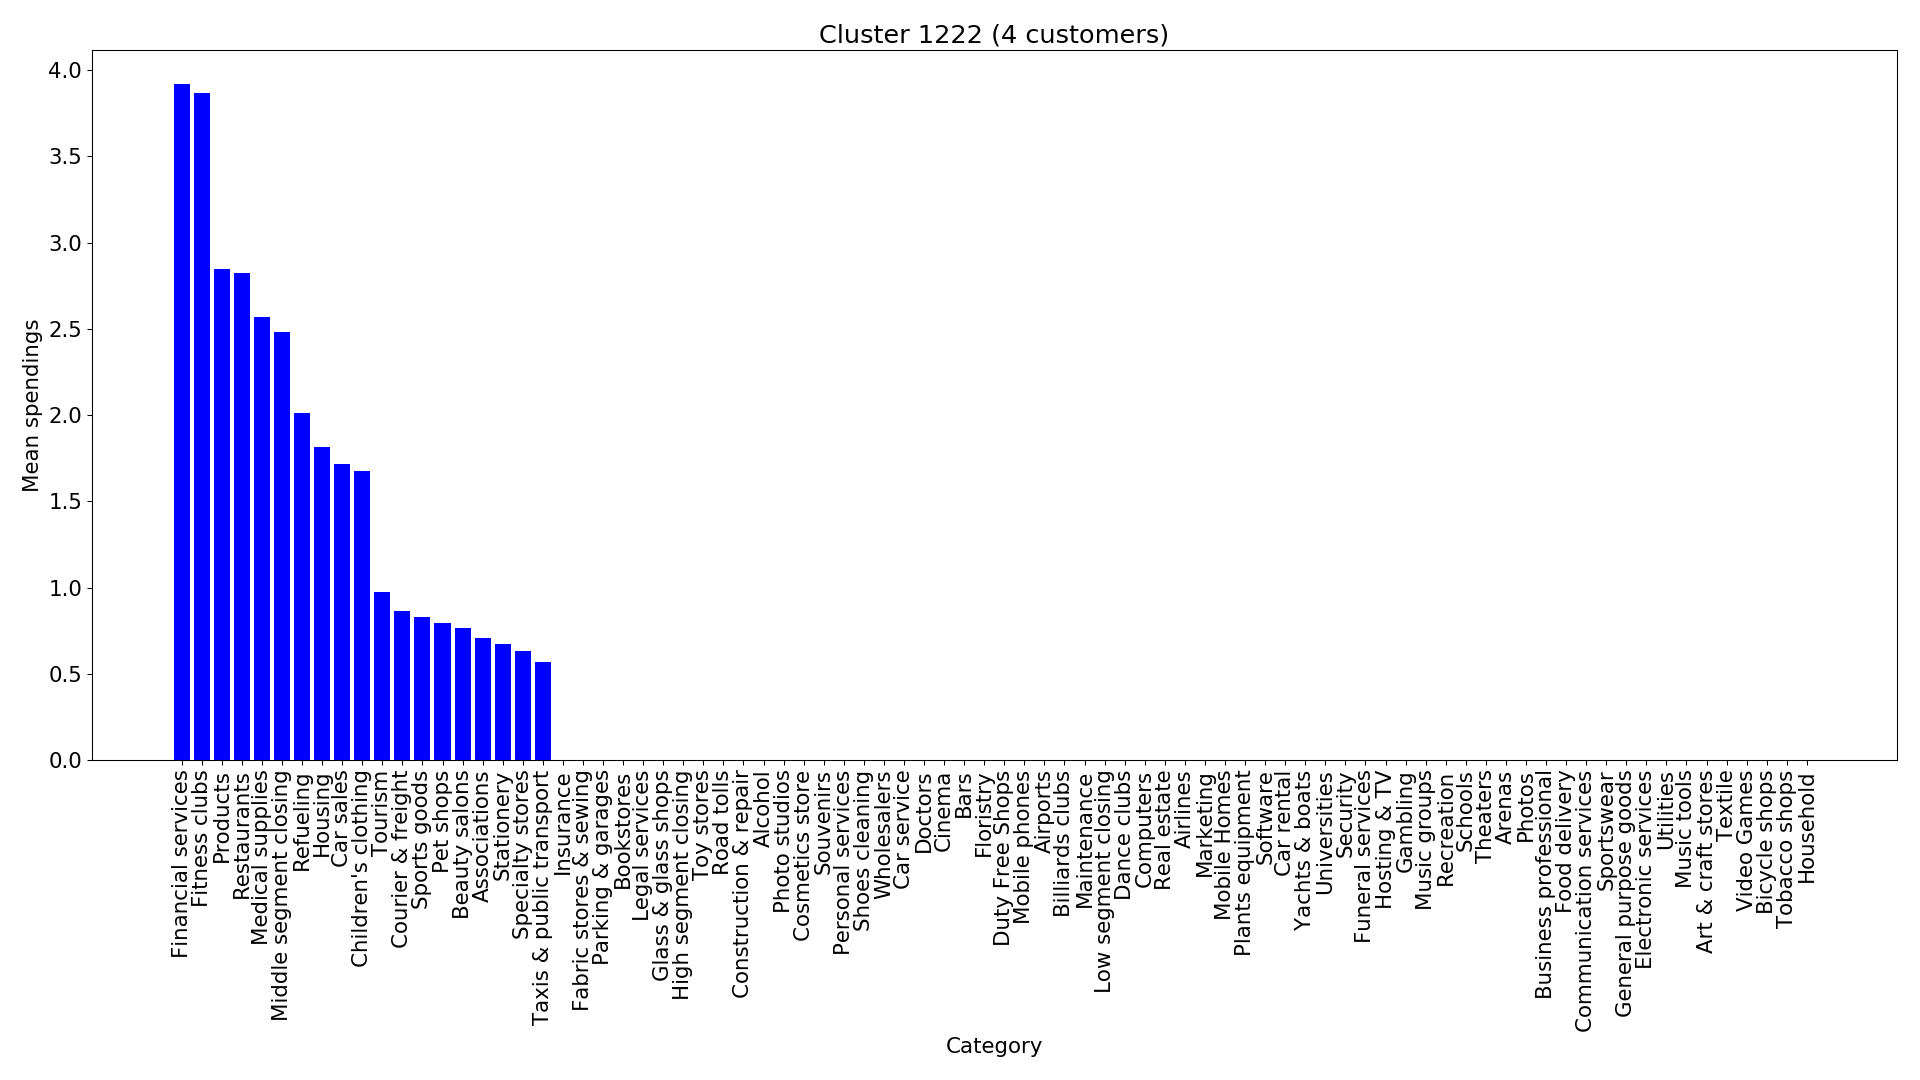 Cluster 1222 (4 customers)
Mean spendings
4.0
3.5
3.0
2.5
2.0
1.5
1.0
0.5
0.0
Financial services
Fitness clubs
Products
Restaurants
Medical supplies
Middle segment closing
Refueling
Housing
Car sales
Children's clothing
Tourism
Courier & freight
Sports goods
Pet shops
Beauty salons
Associations
Stationery
Specialty stores
Taxis & public transport
Insurance
Fabric stores & sewing
Parking & garages
Bookstores
Legal services
Glass & glass shops
High segment closing
Toy stores
Road tolls
Construction & repair
Alcohol
Photo studios
Cosmetics store
Souvenirs
Personal services
Shoes cleaning
Wholesalers
Car service
Doctors
Cinema
Bars
Floristry
Duty Free Shops
Mobile phones
Airports
Billiards clubs
Maintenance
Low segment closing
Dance clubs
Computers
Real estate
Airlines
Marketing
Mobile Homes
Plants equipment
Software
Car rental
Yachts & boats
Universities
Security
Funeral services
Hosting & TV
Gambling
Music groups
Recreation
Schools
Theaters
Arenas
Photos
Business professional
Food delivery
Communication services
Sportswear
General purpose goods
Electronic services
Utilities
Music tools
Art & craft stores
Textile
Video Games
Bicycle shops
Tobacco shops
Household
Category